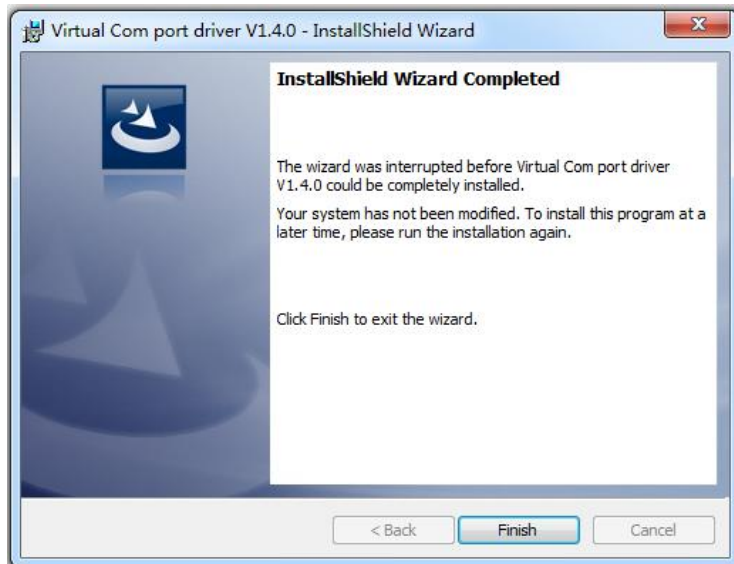 Virtual Com port driver V1.4.0 - InstallShield Wizard
InstallShield Wizard Completed
The wizard was interrupted before Virtual Com port driver
V1.4.0 could be completely installed.
Your system has not been modified. To install this program at a
later time, please run the installation again.
Click Finish to exit the wizard.
< Back
Finish
Cancel